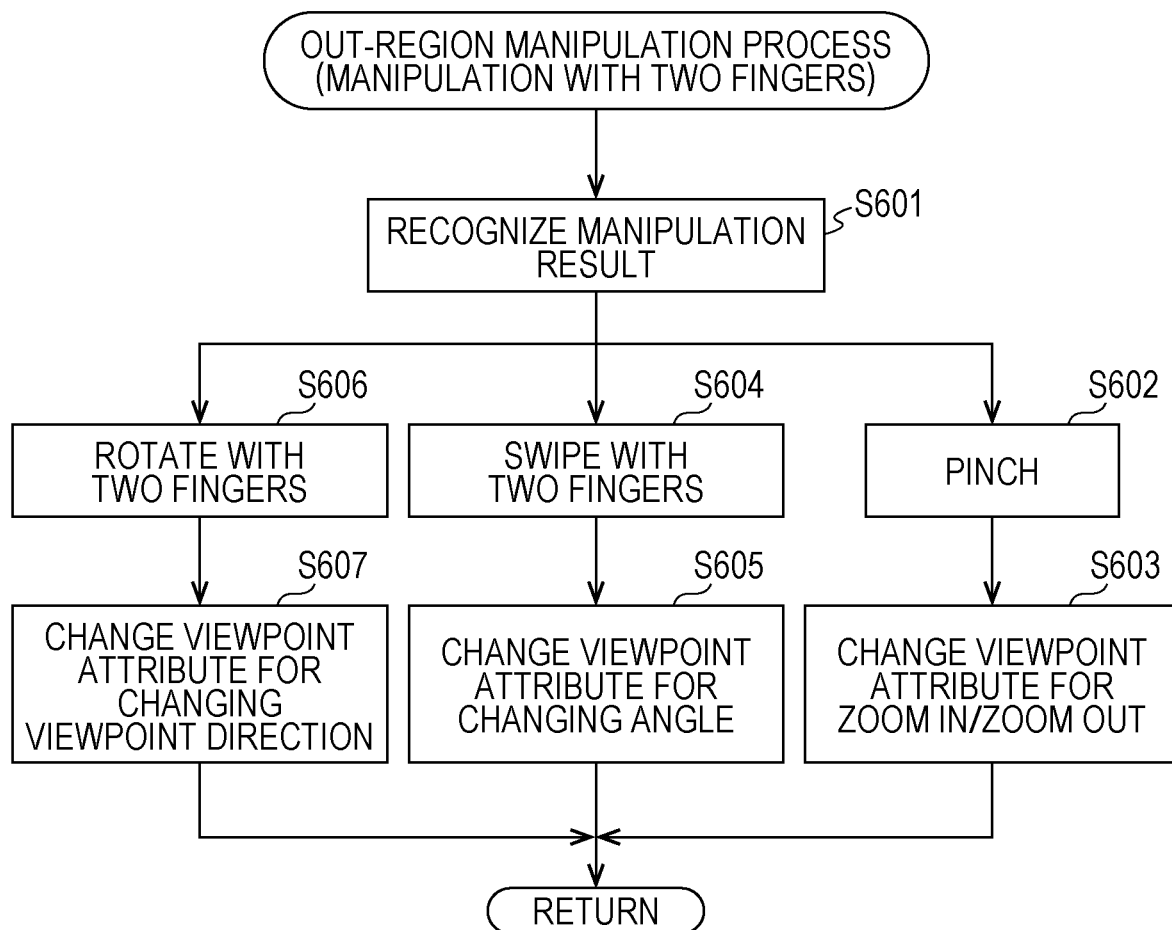 OUT-REGION MANIPULATION PROCESS
(MANIPULATION WITH TWO FINGERS)
S601
RECOGNIZE MANIPULATION
RESULT
S606
ROTATE WITH
TWO FINGERS
S604
SWIPE WITH
TWO FINGERS
S602
PINCH
S607
CHANGE VIEWPOINT
ATTRIBUTE FOR
CHANGING
VIEWPOINT DIRECTION
S605
CHANGE VIEWPOINT
ATTRIBUTE FOR
CHANGING ANGLE
S603
CHANGE VIEWPOINT
ATTRIBUTE FOR
ZOOM IN/ZOOM OUT
RETURN